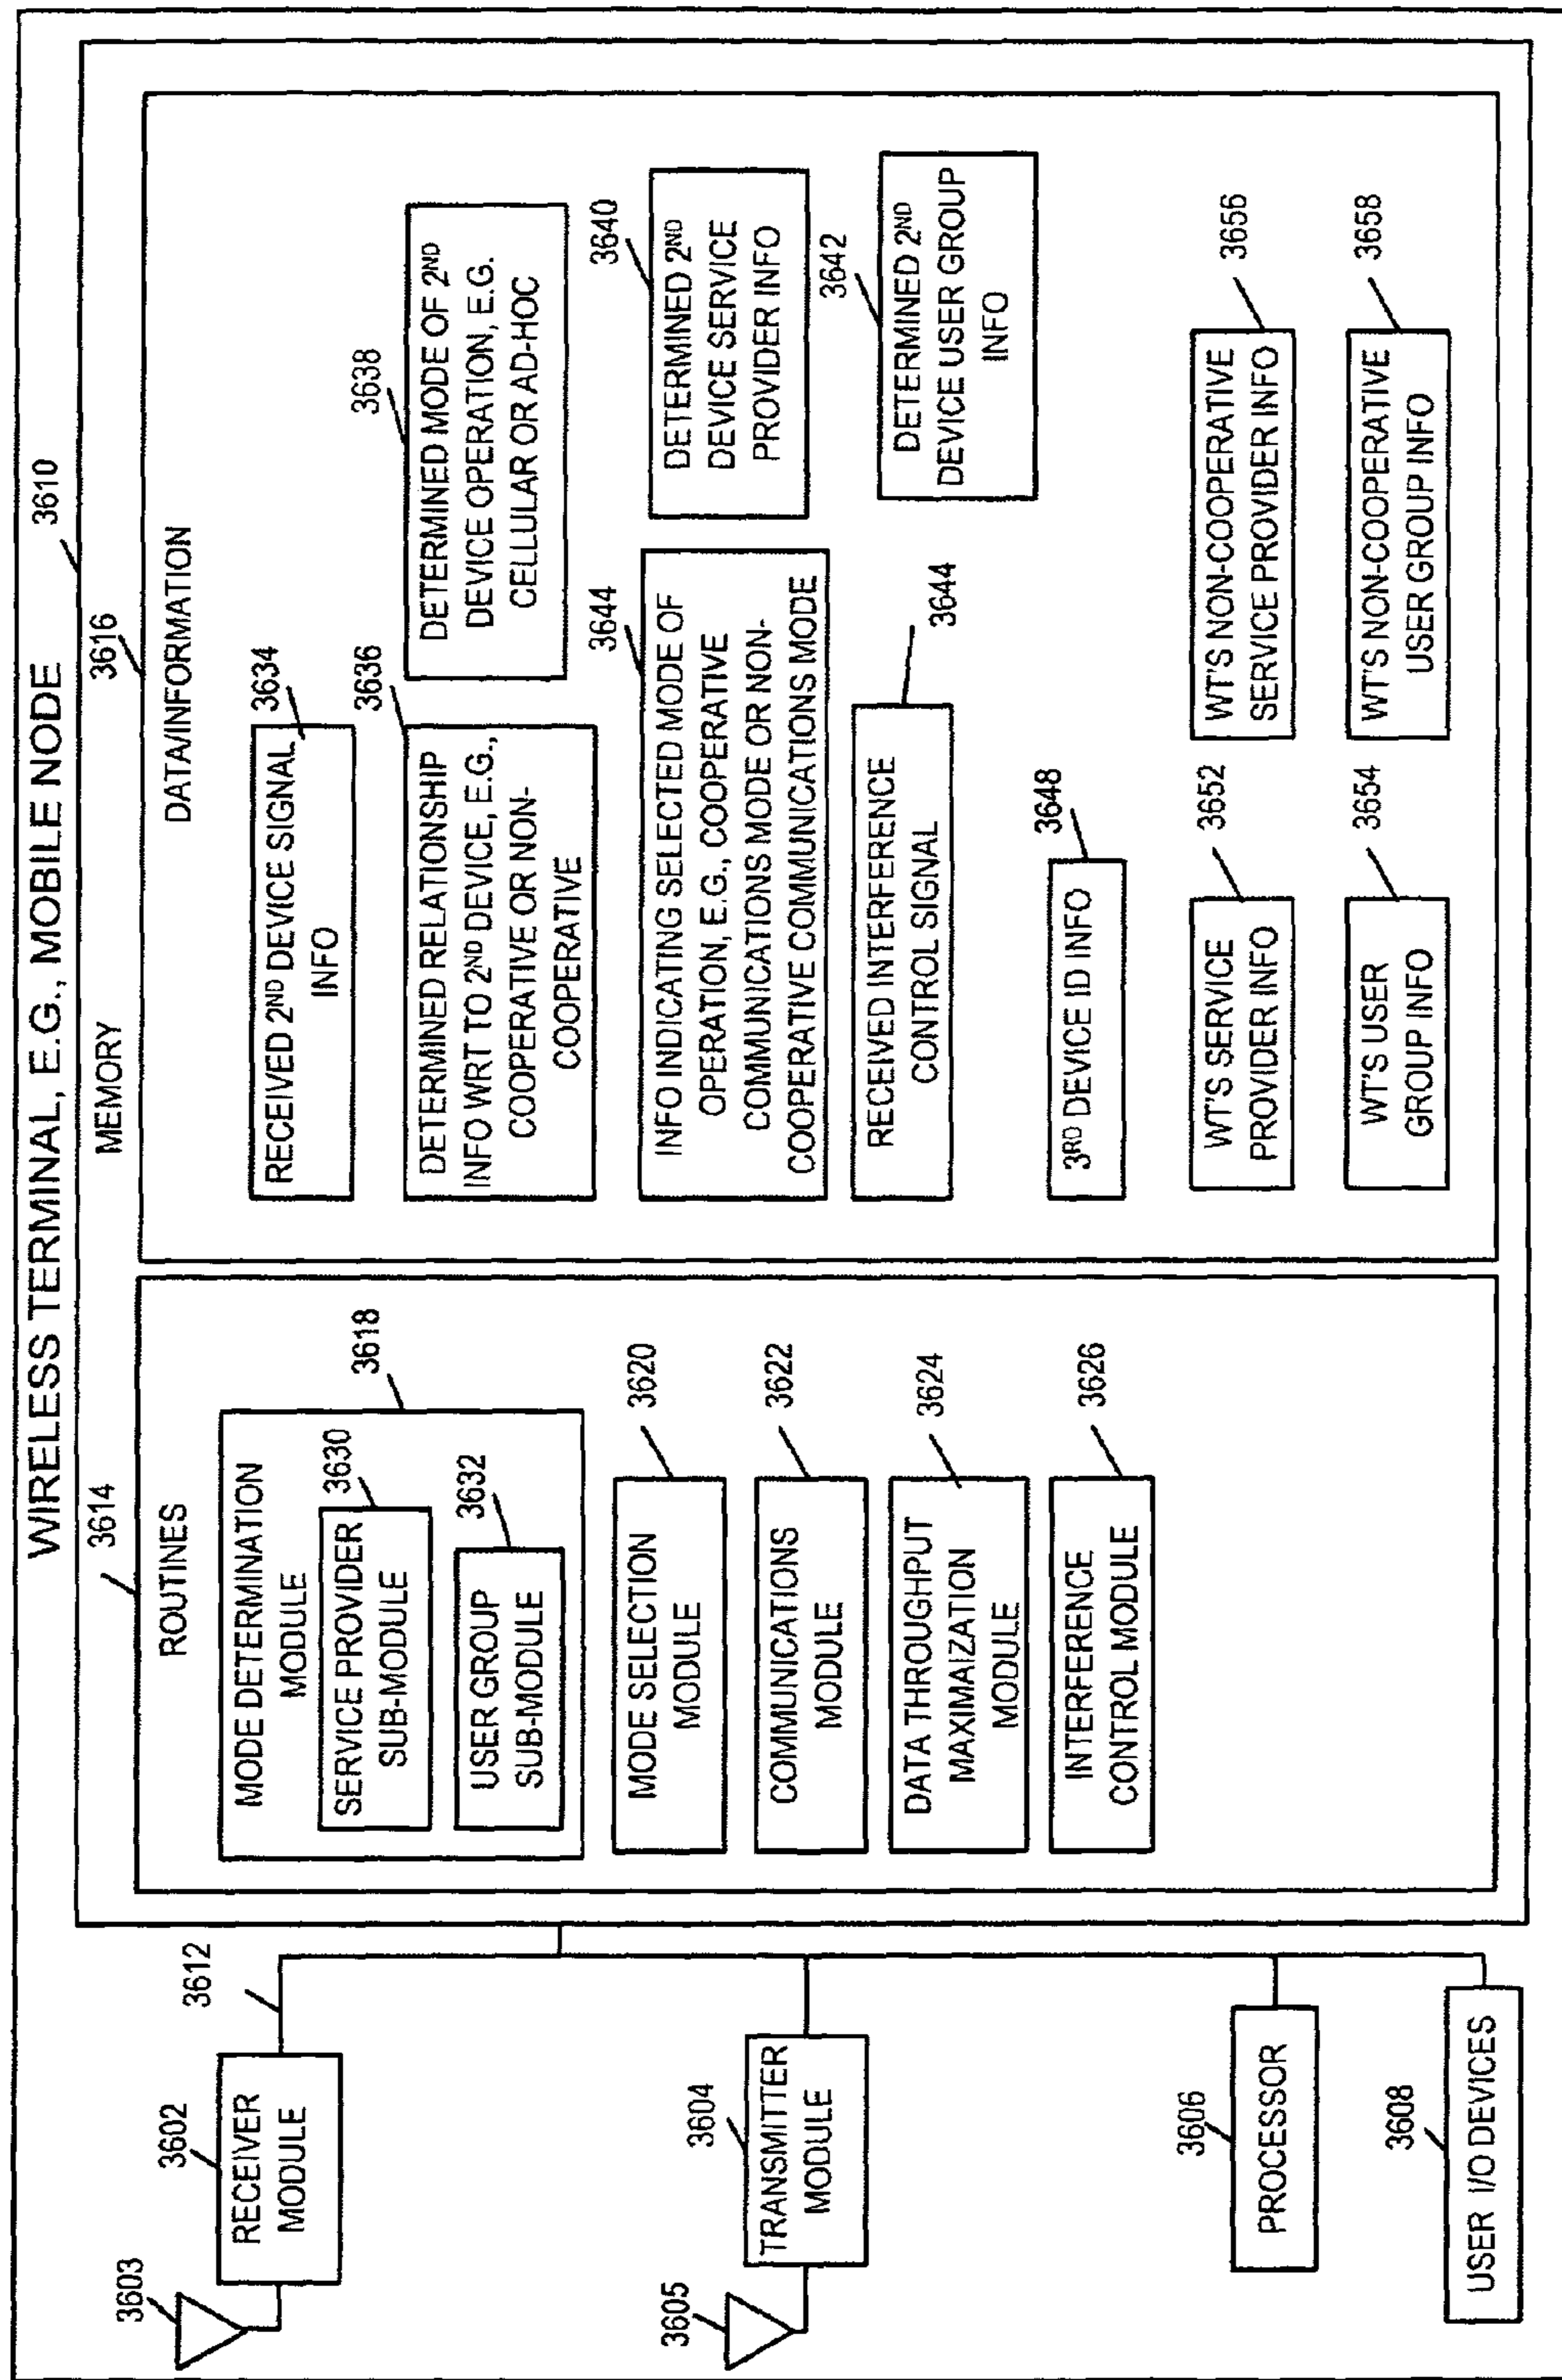 WIRELESS TERMINAL, E.G., MOBILE NODE
3610
3603
3602
RECEIVER
MODULE
3612
3605
3604
TRANSMITTER
MODULE
3606
PROCESSOR
3608
USER I/O DEVICES
MEMORY
3614
ROUTINES
MODE DETERMINATION
MODULE
3618
3630
SERVICE PROVIDER
SUB-MODULE
3632
USER GROUP
SUB-MODULE
MODE SELECTION
MODULE
3620
COMMUNICATIONS
MODULE
3622
DATA THROUGHPUT
MAXIMAIZATION
MODULE
3624
INTERFERENCE
CONTROL MODULE
3626
3616
DATA/INFORMATION
RECEIVED 2ND DEVICE SIGNAL
INFO
3634
DETERMINED RELATIONSHIP
INFO WRT TO 2ND DEVICE, E.G.,
COOPERATIVE OR NON-
COOPERATIVE
3636
3638
DETERMINED MODE OF 2ND
DEVICE OPERATION, E.G.
CELLULAR OR AD-HOC
INFO INDICATING SELECTED MODE OF
OPERATION, E.G., COOPERATIVE
COMMUNICATIONS MODE OR NON-
COOPERATIVE COMMUNICATIONS MODE
3644
3640
DETERMINED 2ND
DEVICE SERVICE
PROVIDER INFO
RECEIVED INTERFERENCE
CONTROL SIGNAL
3644
3642
DETERMINED 2ND
DEVICE USER GROUP
INFO
3RD DEVICE ID INFO
3648
WT'S SERVICE
PROVIDER INFO
3652
WT'S NON-COOPERATIVE
SERVICE PROVIDER INFO
3656
WT'S USER
GROUP INFO
3654
WT'S NON-COOPERATIVE
USER GROUP INFO
3658